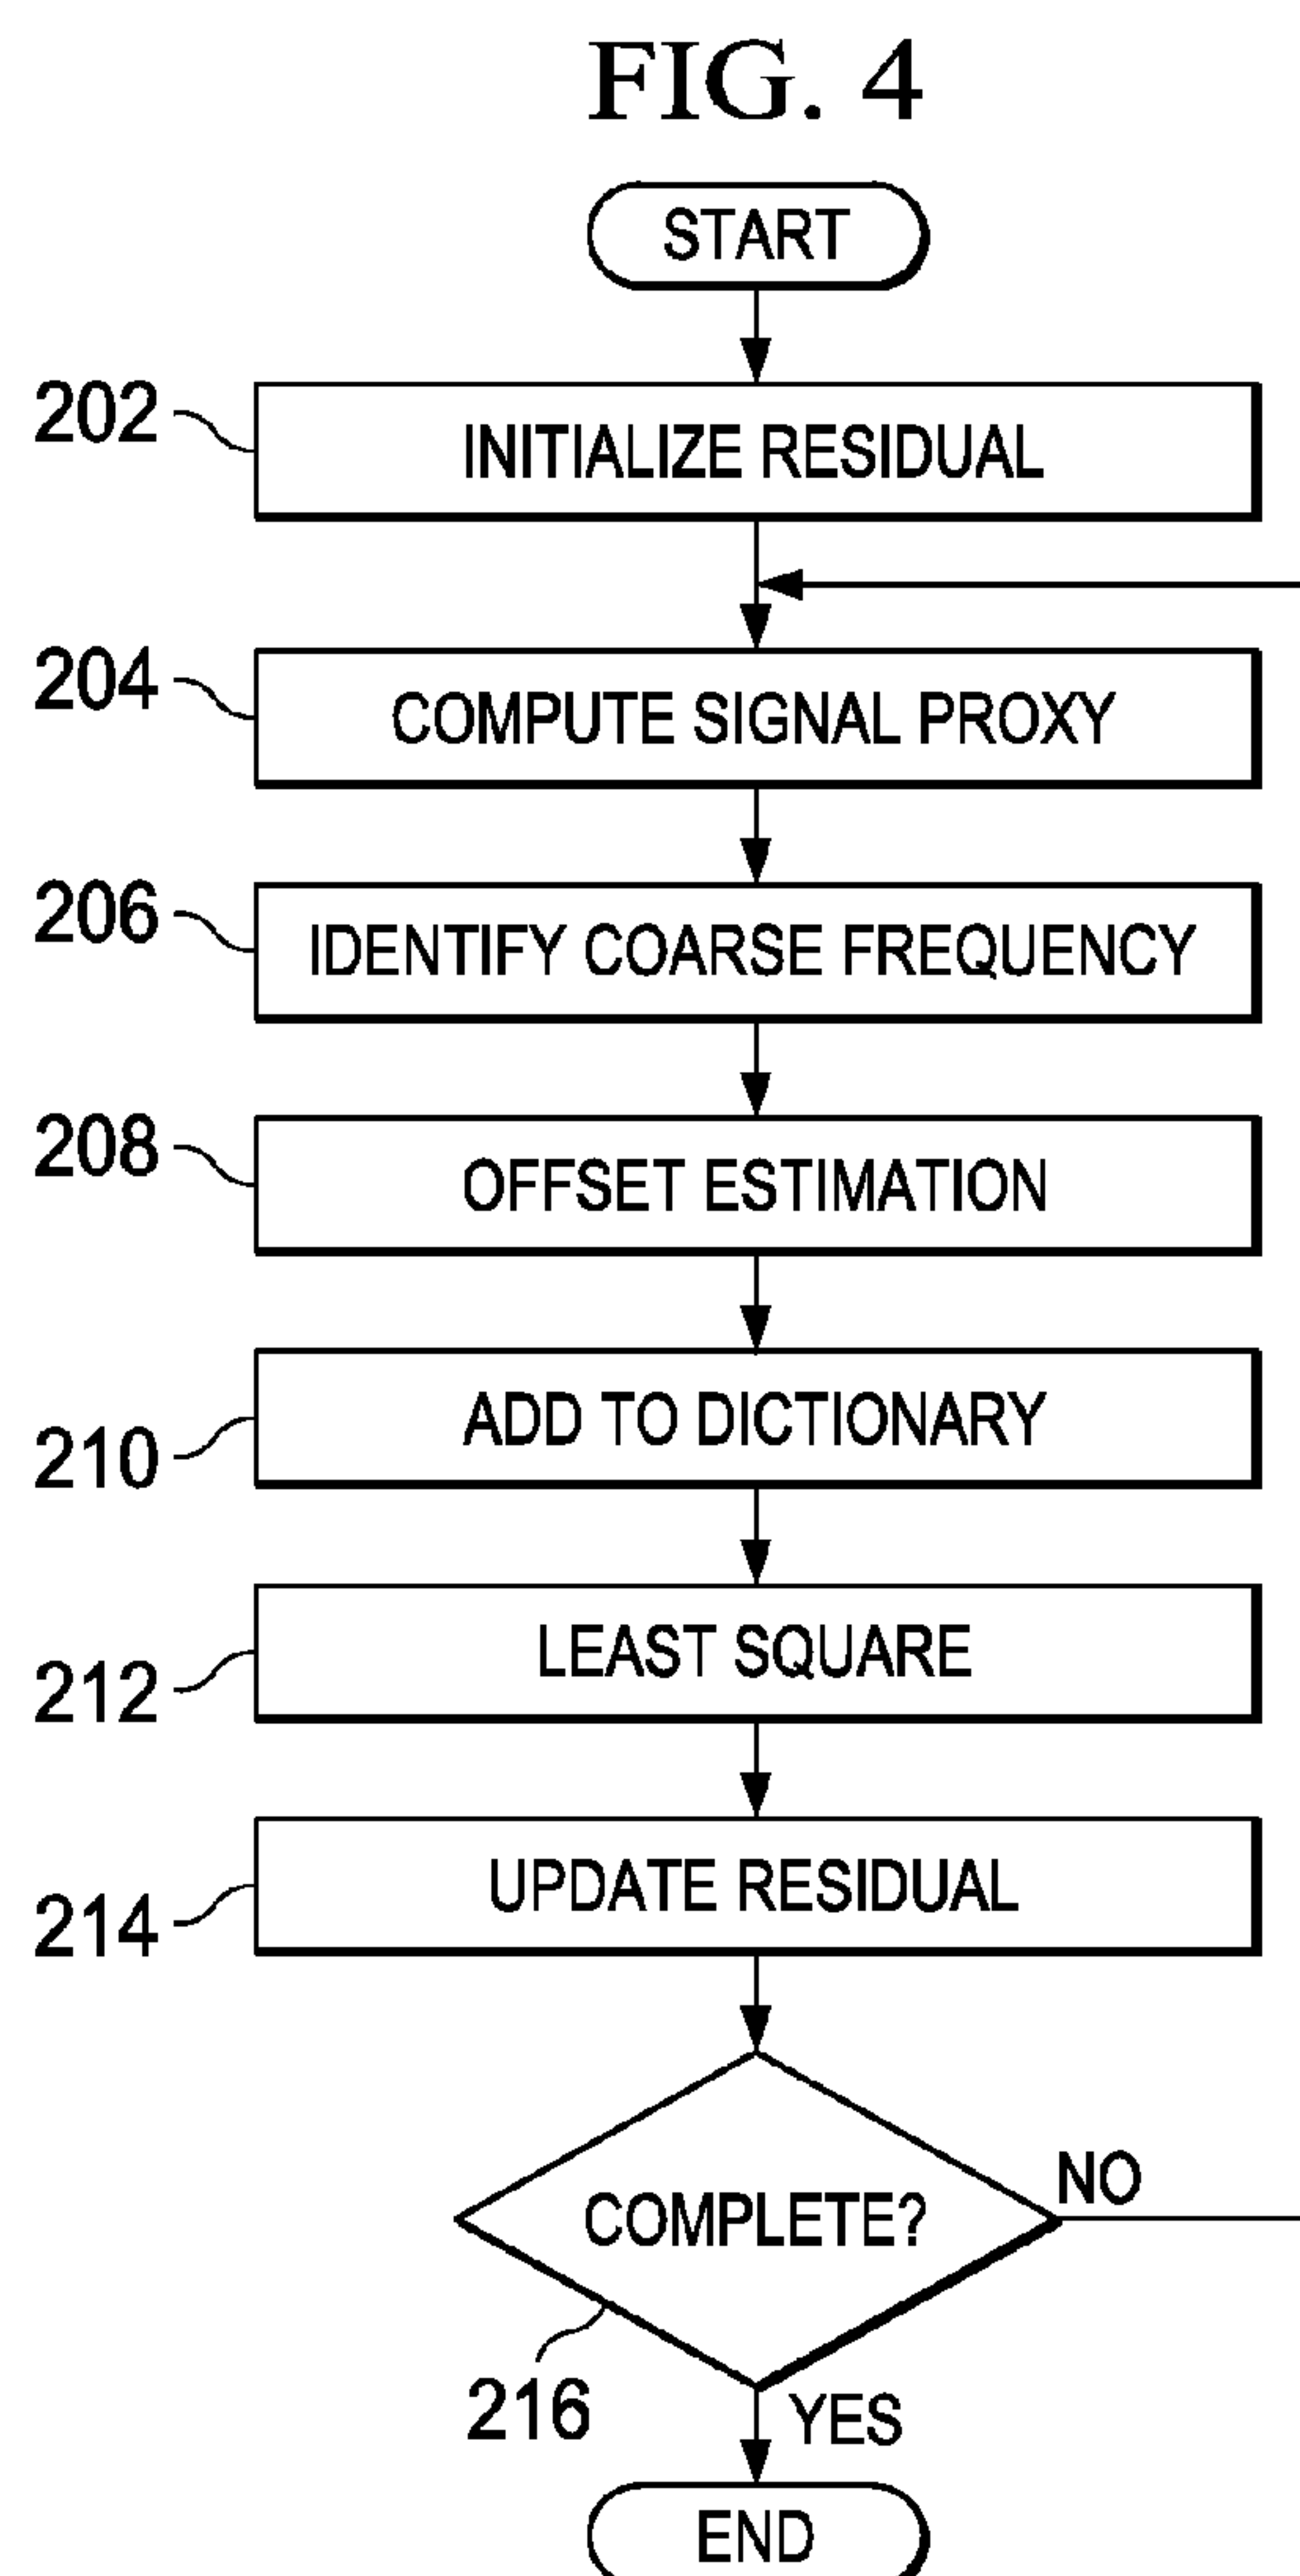 FIG. 4
START
202
INITIALIZE RESIDUAL
204
COMPUTE SIGNAL PROXY
206
IDENTIFY COARSE FREQUENCY
208
OFFSET ESTIMATION
210
ADD TO DICTIONARY
212
LEAST SQUARE
214
UPDATE RESIDUAL
COMPLETE?
NO
216
YES
END